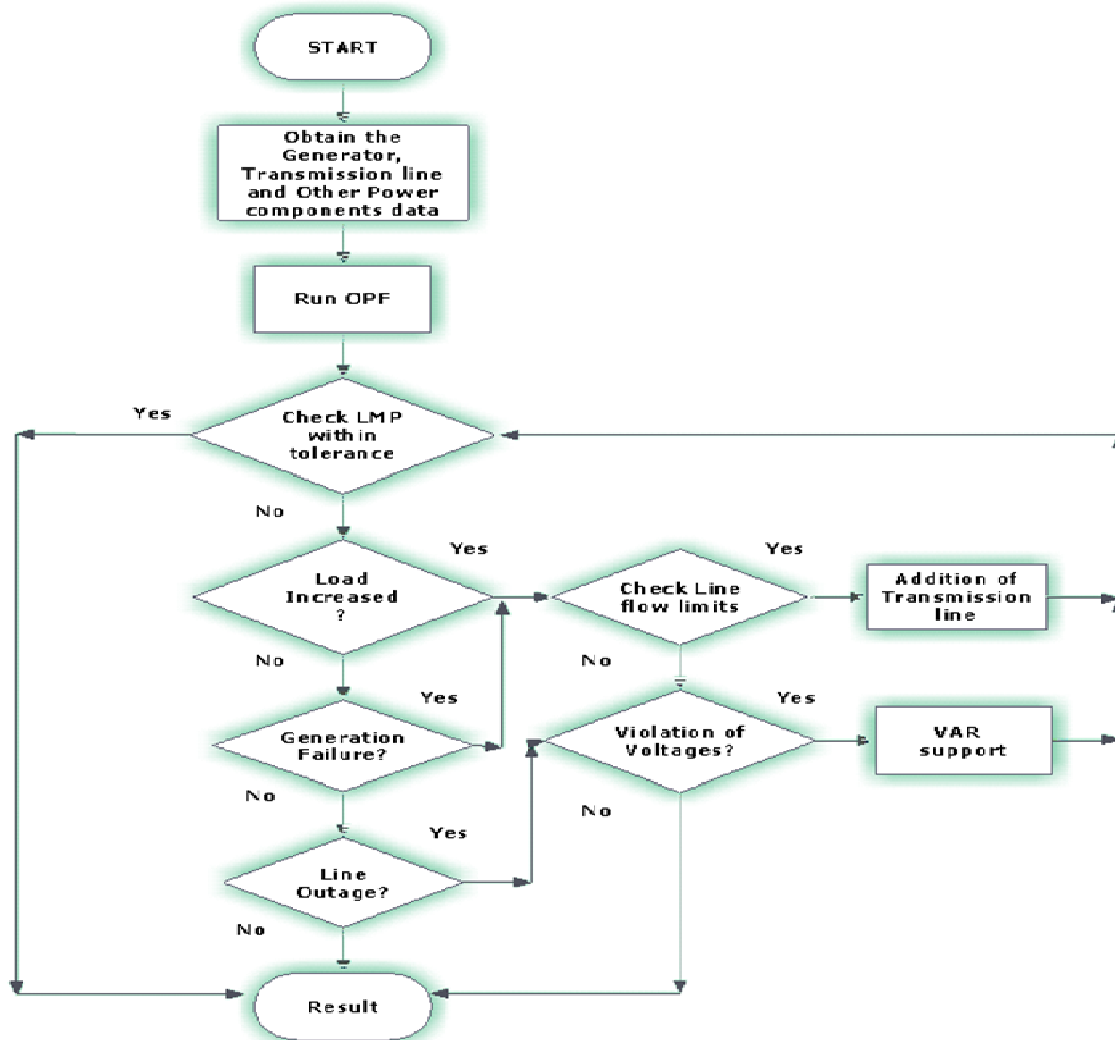 START
Obtain the
Generator,
Transmission line
and Other Power
components data
Run OPF
Yes
Check LMP
within
tolerance
No
Load
Increased
?
Yes
Check Line
flow limits
Yes
Addition of
Transmission
line
No
No
Generation
Failure?
Yes
Violation of
Voltages?
Yes
VAR
support
No
No
Line
Outage?
Yes
No
Result